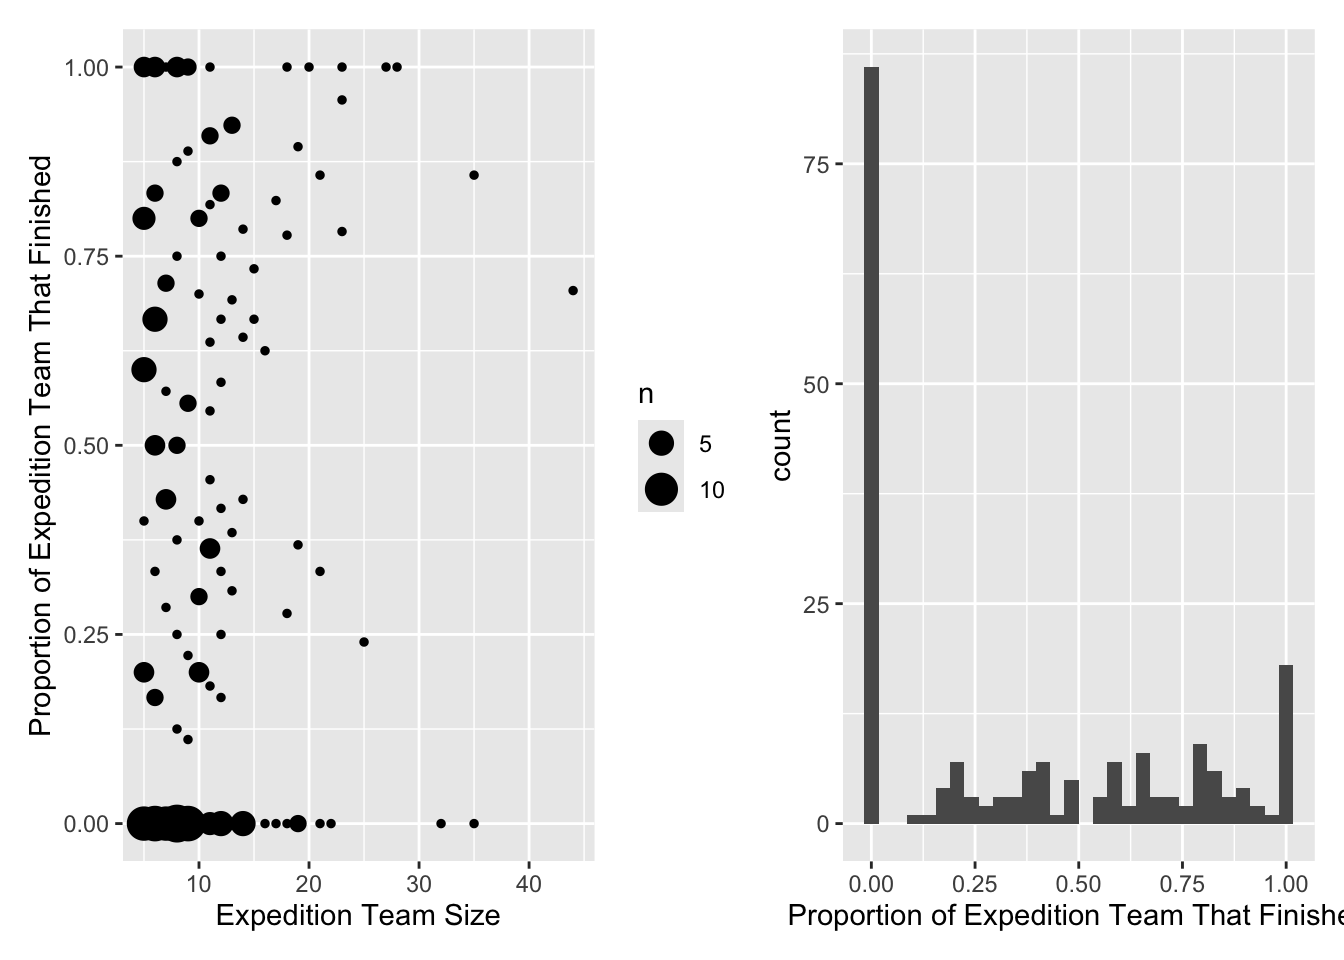 Proportion of Expedition Team That Finished
1.00
0.75
0.50
0.25
0.00
10 20 30 40
Expedition Team Size
n
5
10
count
75
50
25
0
0.00 0.25 0.50 0.75 1.00
Proportion of Expedition Team That Finishe